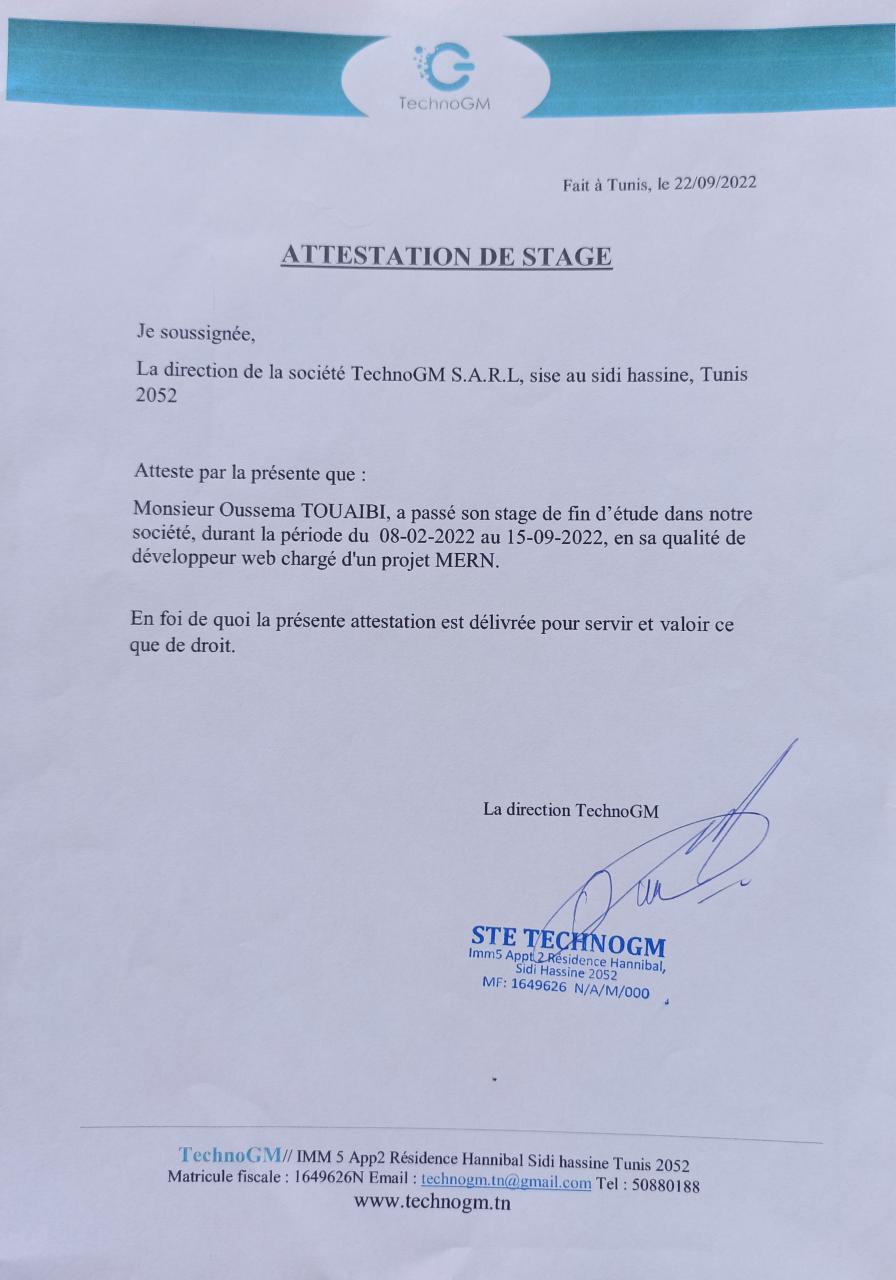 TechnoGM
Fait à Tunis, le 22/09/2022
ATTESTATION DE STAGE
Je soussignée,
La direction de la société TechnoGM S.A.R.L, sise au sidi hassine, Tunis
2052
Atteste par la présente que :
Monsieur Oussema TOUAIBI, a passé son stage de fin d’étude dans notre
société, durant la période du 08-02-2022 au 15-09-2022, en sa qualité de
développeur web chargé d'un projet MERN.
En foi de quoi la présente attestation est délivrée pour servir et valoir ce
que de droit.
La direction TechnoGM
STE TECHNOGM
Imm5 Appt 2 Résidence Hannibal,
Sidi Hassine 2052
MF: 1649626 N/A/M/000
TechnoGM// IMM 5 App2 Résidence Hannibal Sidi hassine Tunis 2052
Matricule fiscale : 1649626N Email : technogm.tn@gmail.com Tel : 50880188
www.technogm.tn